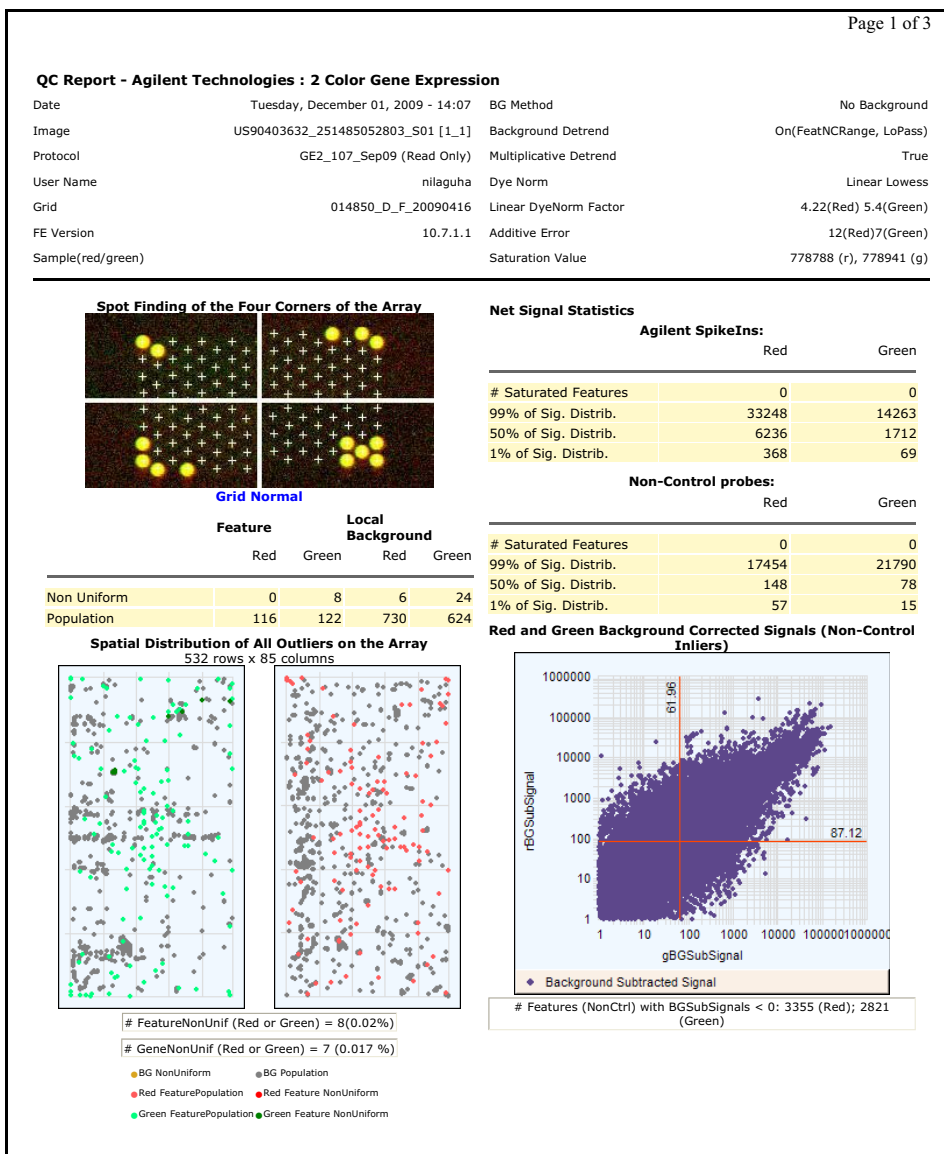 Page 1 of 3
QC Report - Agilent Technologies : 2 Color Gene Expression
Date Tuesday, December 01, 2009 - 14:07 BG Method No Background
Image US90403632_251485052803_S01 [1_1] Background Detrend On(FeatNCRange, LoPass)
Protocol GE2_107_Sep09 (Read Only) Multiplicative Detrend True
User Name nilaguha Dye Norm Linear Lowess
Grid 014850_D_F_20090416 Linear DyeNorm Factor 4.22(Red) 5.4(Green)
FE Version 10.7.1.1 Additive Error 12(Red)7(Green)
Sample(red/green) Saturation Value 778788 (r), 778941 (g)
Spot Finding of the Four Corners of the Array
Grid Normal
Feature Local Background
Red Green Red Green
Non Uniform 0 8 6 24
Population 116 122 730 624
Spatial Distribution of All Outliers on the Array
532 rows x 85 columns
# FeatureNonUnif (Red or Green) = 8(0.02%)
# GeneNonUnif (Red or Green) = 7 (0.017 %)
BG NonUniform BG Population
Red FeaturePopulation Red Feature NonUniform
Green FeaturePopulation Green Feature NonUniform
Net Signal Statistics
Agilent SpikeIns:
Red Green
# Saturated Features 0 0
99% of Sig. Distrib. 33248 14263
50% of Sig. Distrib. 6236 1712
1% of Sig. Distrib. 368 69
Non-Control probes:
Red Green
# Saturated Features 0 0
99% of Sig. Distrib. 17454 21790
50% of Sig. Distrib. 148 78
1% of Sig. Distrib. 57 15
Red and Green Background Corrected Signals (Non-Control
Inliers)
1000000
100000
10000
1000
100
10
1
rBGSubSignal
61.96
87.12
1 10 100 1000 10000 100000 1000000
gBGSubSignal
Background Subtracted Signal
# Features (NonCtrl) with BGSubSignals < 0: 3355 (Red); 2821
(Green)